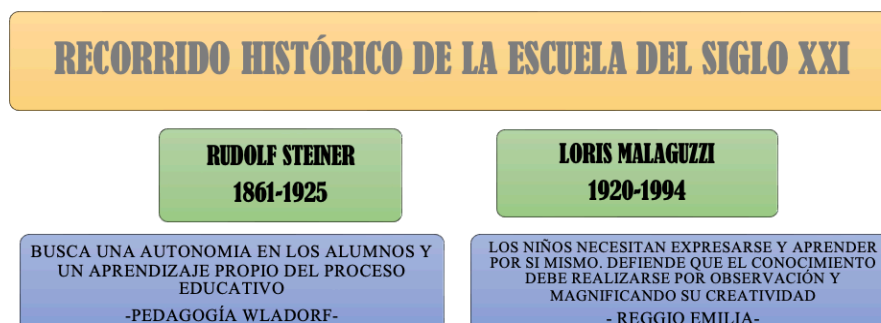 RECORRIDO HISTÓRICO DE LA ESCUELA DEL SIGLO XXI
RUDOLF STEINER
1861-1925
BUSCA UNA AUTONOMIA EN LOS ALUMNOS Y
UN APRENDIZAJE PROPIO DEL PROCESO
EDUCATIVO
-PEDAGOGÍA WLADORF-
LORIS MALAGUZZI
1920-1994
LOS NIÑOS NECESITAN EXPRESARSE Y APRENDER
POR SI MISMO. DEFIENDE QUE EL CONOCIMIENTO
DEBE REALIZARSE POR OBSERVACIÓN Y
MAGNIFICANDO SU CREATIVIDAD
- REGGIO EMILIA-